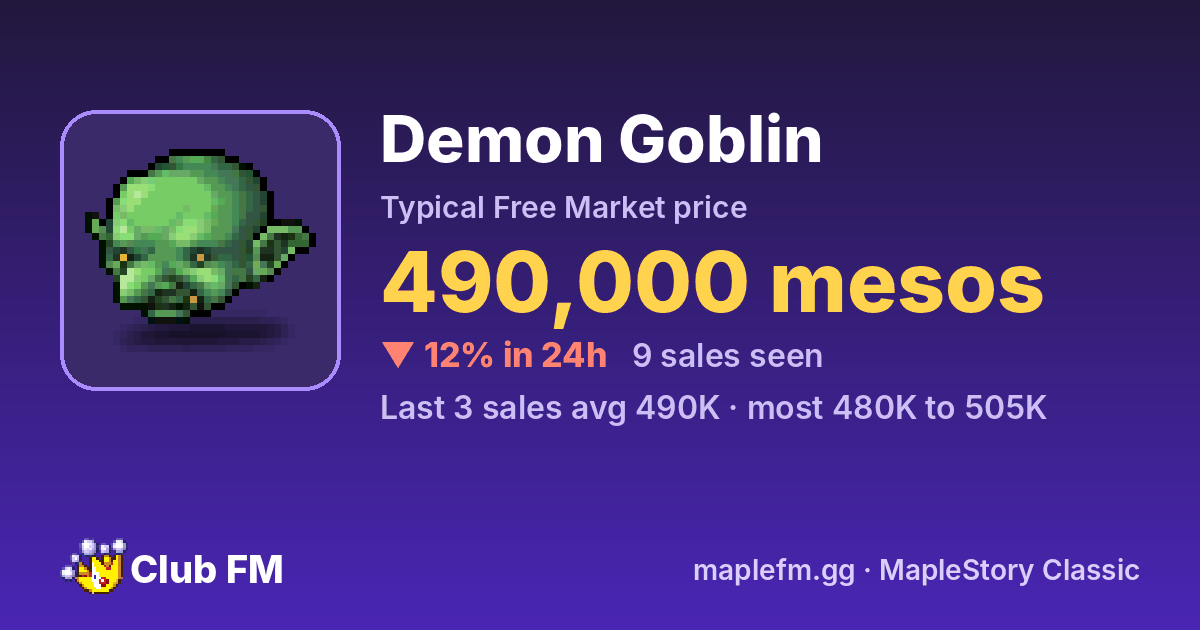 Demon Goblin
Typical Free Market price
490,000 mesos
▼ 12% in 24h 9 sales seen
Last 3 sales avg 490K · most 480K to 505K
Club FM
maplefm.gg · MapleStory Classic